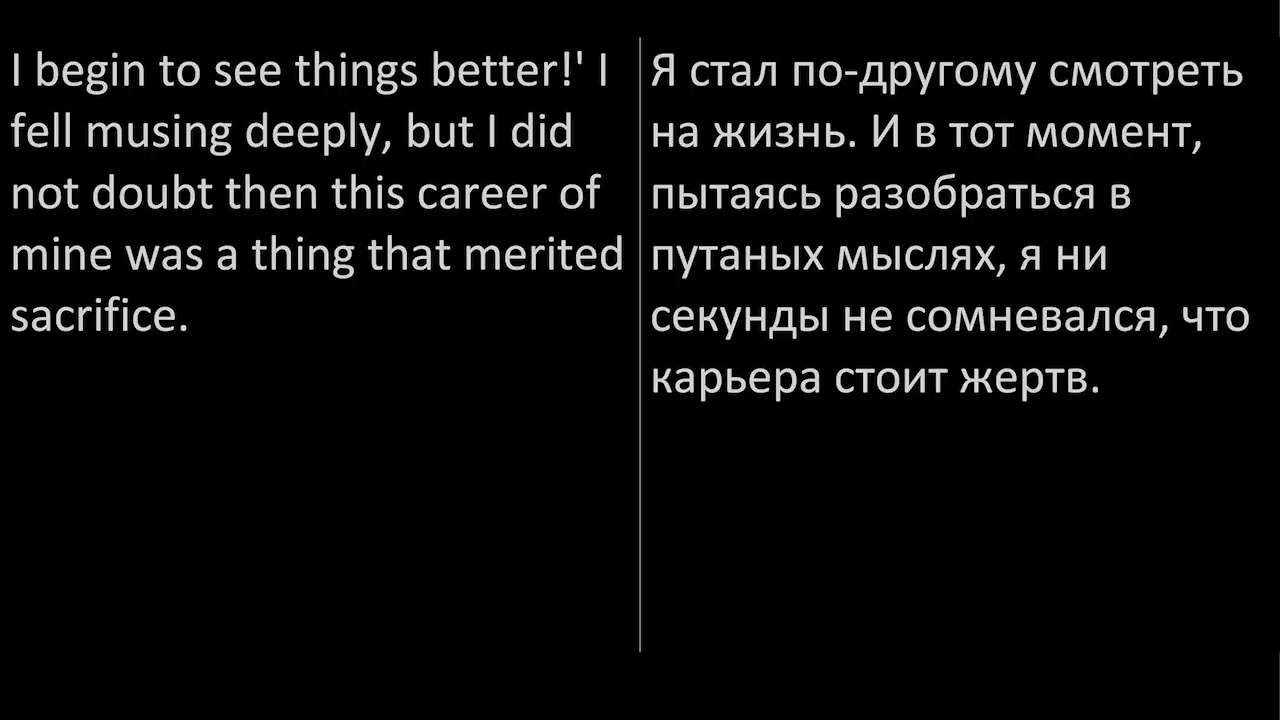 I begin to see things better!' I
fell musing deeply, but I did
not doubt then this career of
mine was a thing that merited
sacrifice.
Я стал по-другому смотреть
на жизнь. И в тот момент,
пытаясь разобраться в
путаных мыслях, я ни
секунды не сомневался, что
карьера стоит жертв.